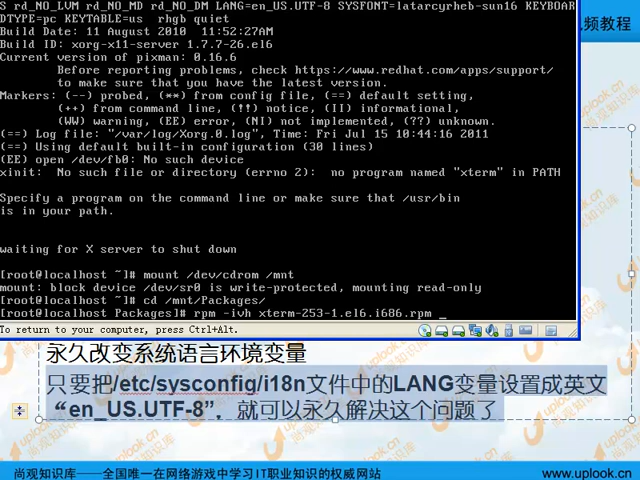 S rd_NO_LVM rd_NO_MD rd_NO_DM LANG=en_US.UTF-8 SYSFONT=latarcyrheb-sun16 KEYBOAR
DTYPE=pc KEYTABLE=us  rhgb quiet
Build Date: 11 August 2010  11:52:27AM
Build ID: xorg-x11-server 1.7.7-26.el6
Current version of pixman: 0.16.6
Before reporting problems, check https://www.redhat.com/apps/support/
to make sure that you have the latest version.
Markers: (--) probed, (**) from config file, (==) default setting,
(++) from command line, (!!) notice, (II) informational,
(WW) warning, (EE) error, (NI) not implemented, (??) unknown.
(==) Log file: "/var/log/Xorg.0.log", Time: Fri Jul 15 10:44:16 2011
(==) Using default built-in configuration (30 lines)
(EE) open /dev/fb0: No such device
xinit:  No such file or directory (errno 2):  no program named "xterm" in PATH
Specify a program on the command line or make sure that /usr/bin
is in your path.
waiting for X server to shut down
[root@localhost ~]# mount /dev/cdrom /mnt
mount: block device /dev/sr0 is write-protected, mounting read-only
[root@localhost ~]# cd /mnt/Packages/
[root@localhost Packages]# rpm -ivh xterm-253-1.el6.i686.rpm _
To return to your computer, press Ctrl+Alt.
频教程
永久改变系统语言环境变量
只要把/etc/sysconfig/i18n文件中的LANG变量设置成英文
“en_US.UTF-8”，就可以永久解决这个问题了
尚观知识库——全国唯一在网络游戏中学习IT职业知识的权威网站
www.uplook.cn